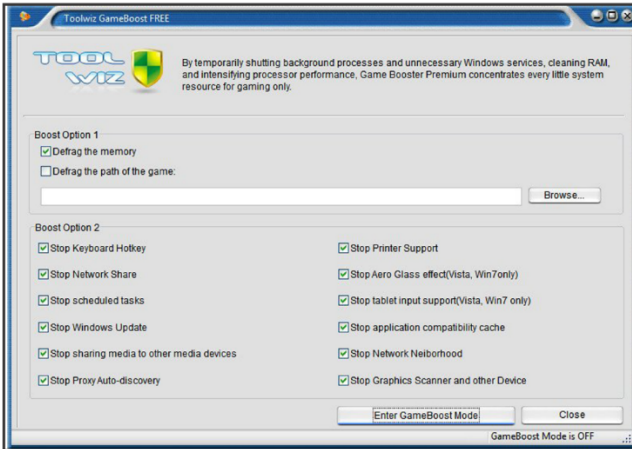 Toolwiz GameBoost FREE
TOOL
WIZ
By temporarily shutting background processes and unnecessary Windows services, cleaning RAM,
and intensifying processor performance, Game Booster Premium concentrates every little system
resource for gaming only.
Boost Option 1
Defrag the memory
Defrag the path of the game:
Browse...
Boost Option 2
Stop Keyboard Hotkey
Stop Printer Support
Stop Network Share
Stop Aero Glass effect(Vista, Win7only)
Stop scheduled tasks
Stop tablet input support(Vista, Win7 only)
Stop Windows Update
Stop application compatibility cache
Stop sharing media to other media devices
Stop Network Neiborhood
Stop Proxy Auto-discovery
Stop Graphics Scanner and other Device
Enter GameBoost Mode
Close
GameBoost Mode is OFF